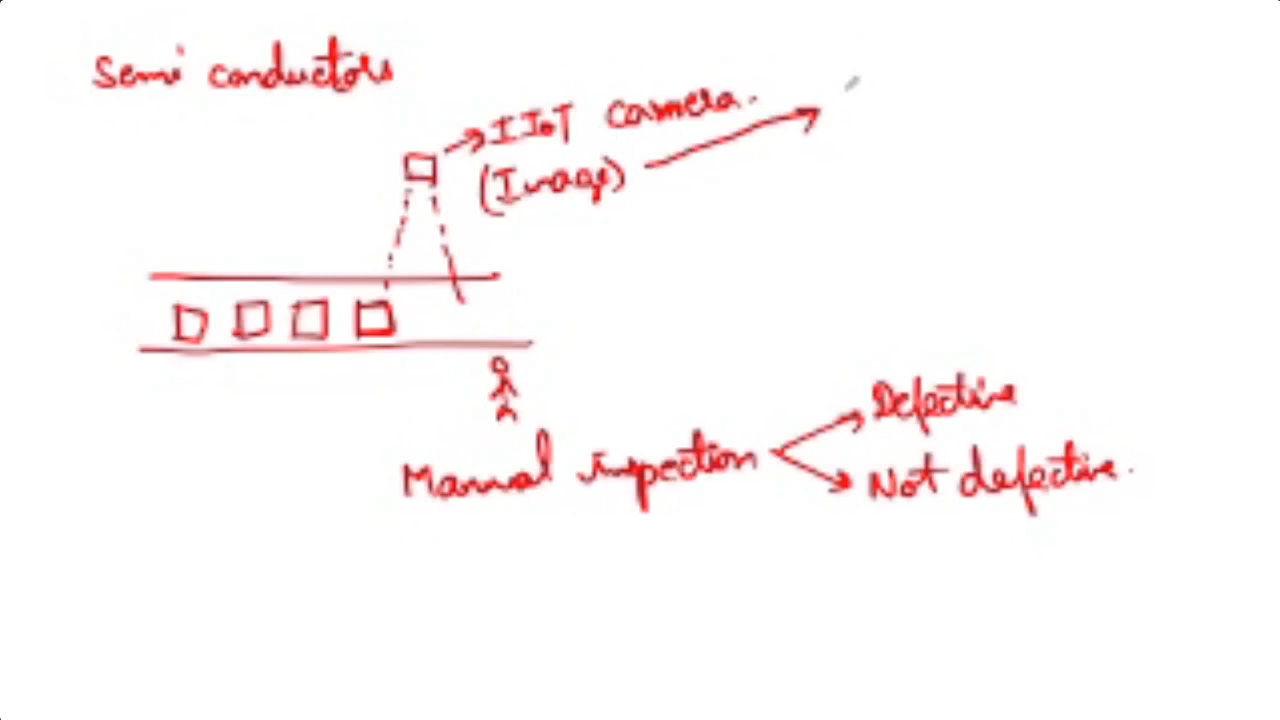 Semi conductors
IIoT camera.
(Image)
Defective
Manual inspection
Not defective.